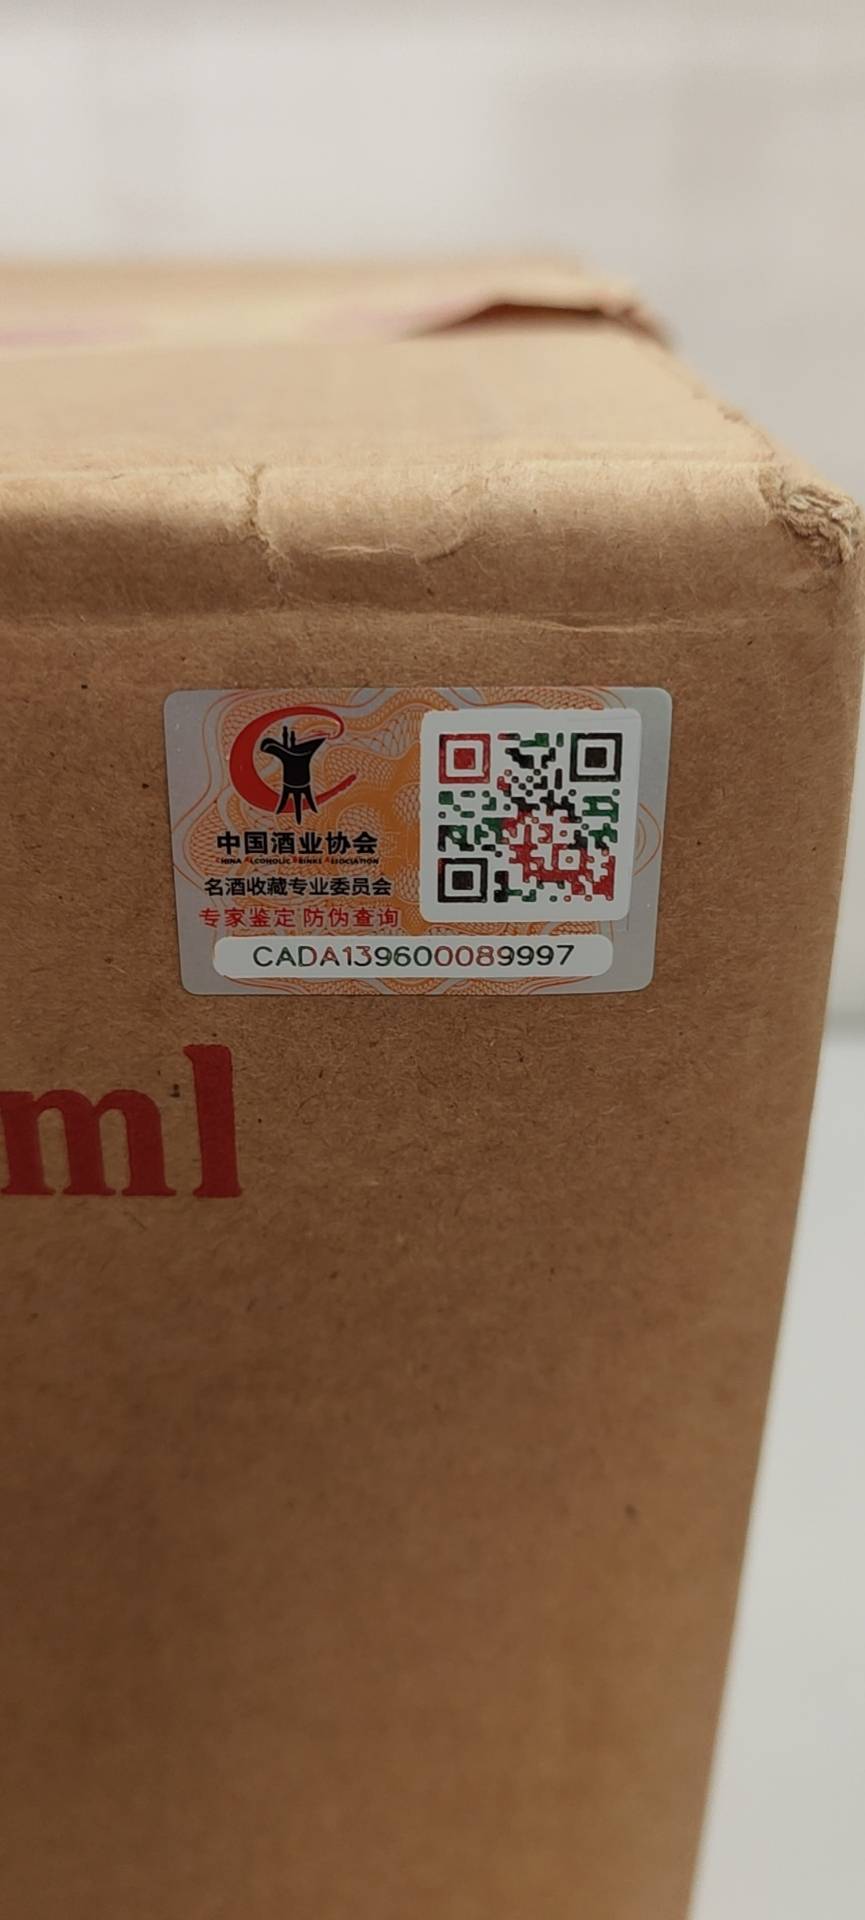 中国酒业协会
CHINA ALCOHOLIC DRINKS ASSOCIATION
名酒收藏专业委员会
专家鉴定 防伪查询
CADA139600089997
ml